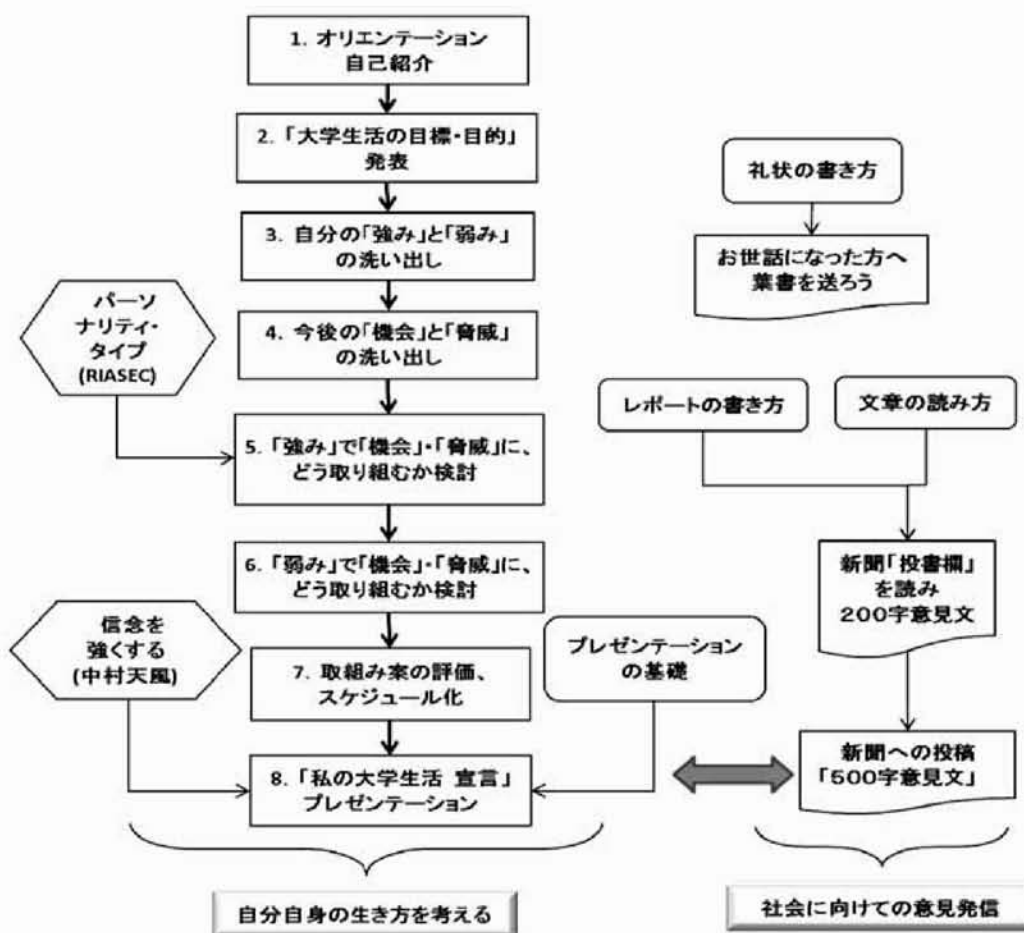 1. オリエンテーション
自己紹介
2. 「大学生活の目標・目的」
発表
3. 自分の「強み」と「弱み」
の洗い出し
4. 今後の「機会」と「脅威」
の洗い出し
5. 「強み」で「機会」・「脅威」に、
どう取り組むか検討
6. 「弱み」で「機会」・「脅威」に、
どう取り組むか検討
7. 取組み案の評価、
スケジュール化
8. 「私の大学生活 宣言」
プレゼンテーション
パーソ
ナリティ・
タイプ
(RIASEC)
信念を
強くする
(中村天風)
プレゼンテーション
の基礎
自分自身の生き方を考える
礼状の書き方
お世話になった方へ
葉書を送ろう
レポートの書き方
文章の読み方
新聞「投書欄」
を読み
200字意見文
新聞への投稿
「500字意見文」
社会に向けての意見発信